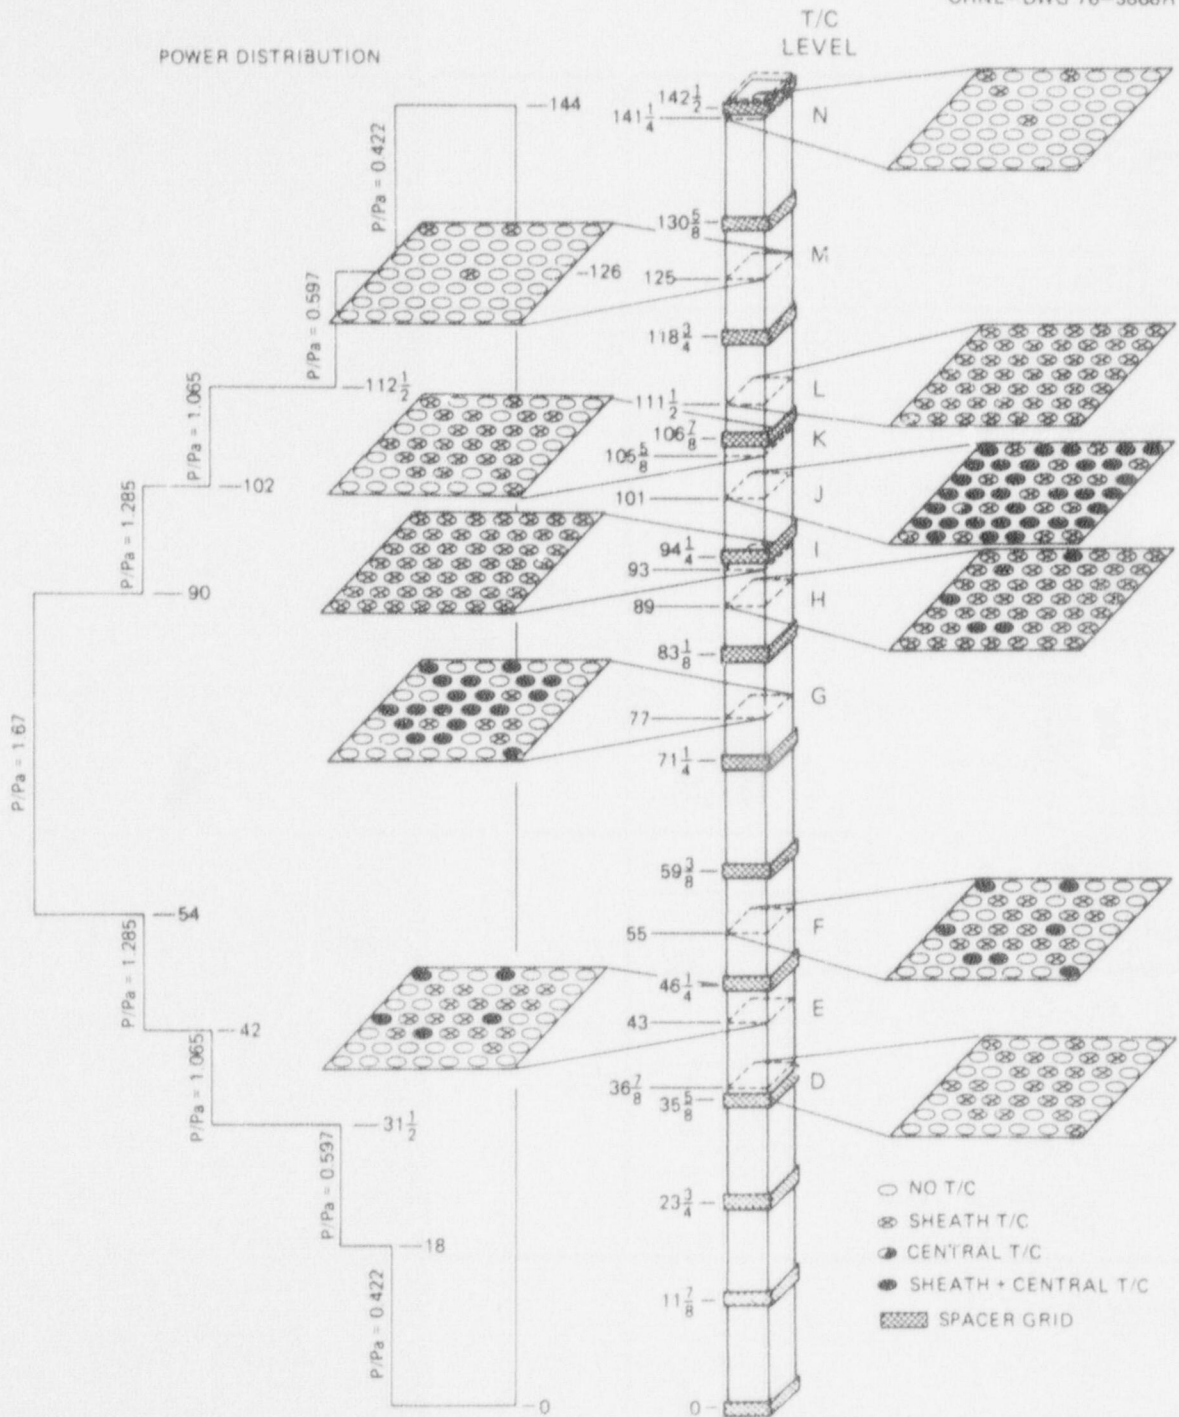 T/C
LEVEL
POWER DISTRIBUTION
144
P/Pa = 0.422
126
P/Pa = 0.597
112 1/2
P/Pa = 1.065
102
P/Pa = 1.285
90
P/Pa = 1.67
54
P/Pa = 1.285
42
P/Pa = 1.065
31 1/2
P/Pa = 0.597
18
P/Pa = 0.422
0
142 1/2
141 1/4
N
130 5/8
M
125
118 3/4
L
111 1/2
106 7/8
K
105 5/8
J
101
94 1/4
I
93
H
89
83 1/8
G
77
71 1/4
59 3/8
F
55
46 1/4
E
43
D
36 7/8
35 5/8
23 3/4
11 7/8
0
NO T/C
SHEATH T/C
CENTRAL T/C
SHEATH + CENTRAL T/C
SPACER GRID